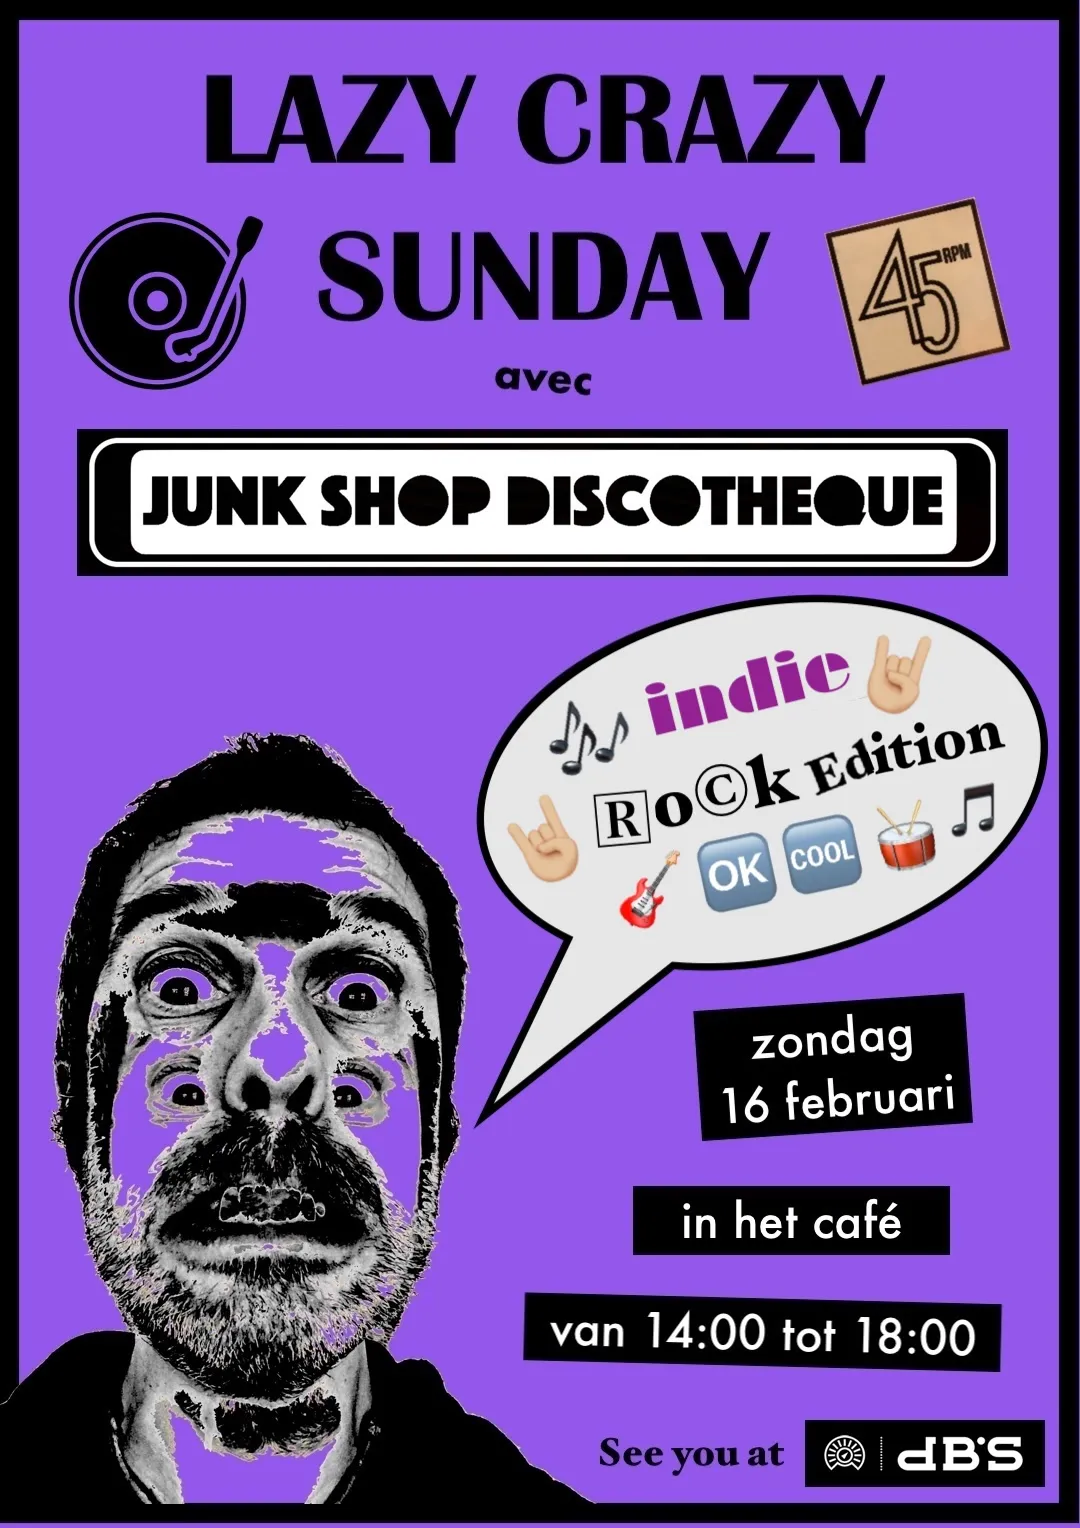 LAZY CRAZY
SUNDAY
45 RPM
avec
JUNK SHOP DISCOTHEQUE
indie
Ro©k Edition
OK COOL
zondag
16 februari
in het café
van 14:00 tot 18:00
See you at dB's